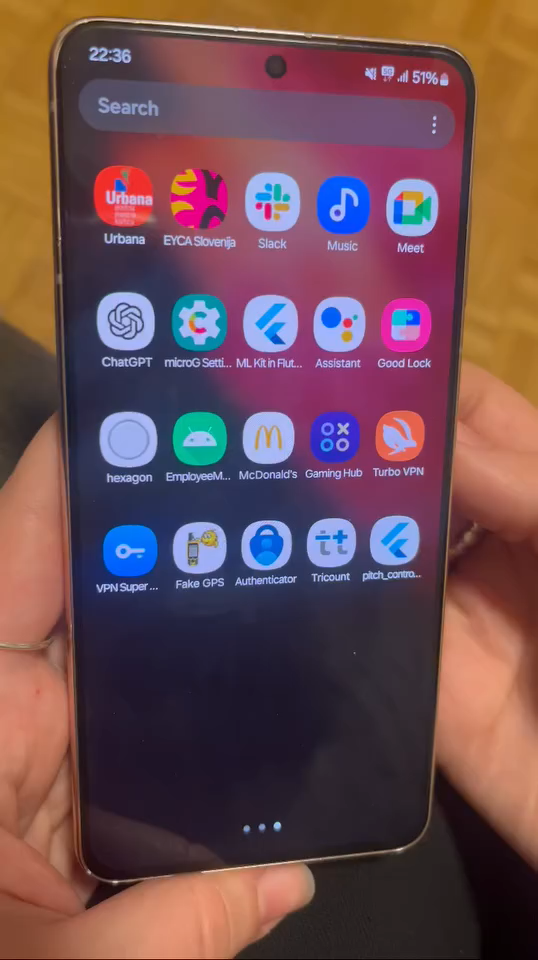 22:36 5G 51%
Search
Urbana
Urbana EYCA Slovenija Slack Music Meet
ChatGPT microG Setti... ML Kit in Flut... Assistant Good Lock
hexagon EmployeeM... McDonald's Gaming Hub Turbo VPN
VPN Super ... Fake GPS Authenticator Tricount pitch_contro...